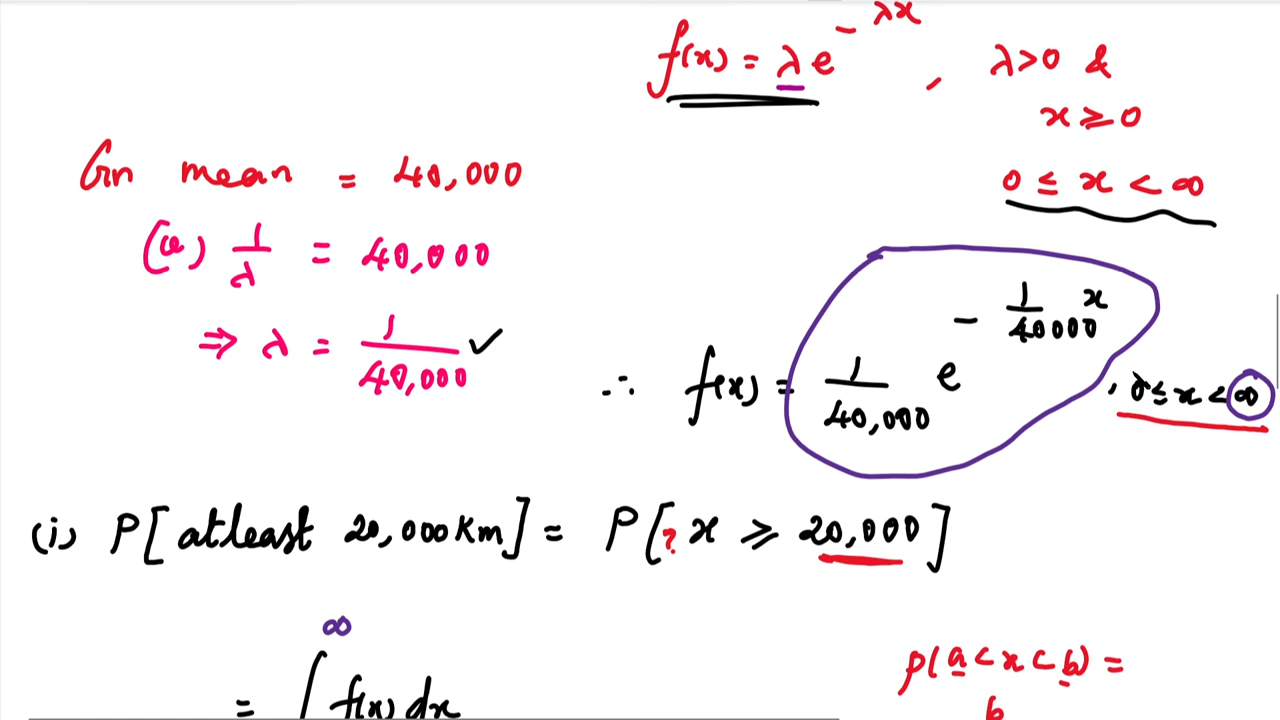 f(x) = λ e^{-λx} , λ>0 &
x ≥ 0
Gn mean = 40,000
0 ≤ x < ∞
(ie) 1/λ = 40,000
⇒ λ = 1/40,000 ✓
∴ f(x) = 1/40,000 e^{- 1/40000 x} , 0 ≤ x < ∞
(i) P[atleast 20,000 km] = P[? x ≥ 20,000]
= ∫^∞ f(x) dx
P(a < x < b) =
b